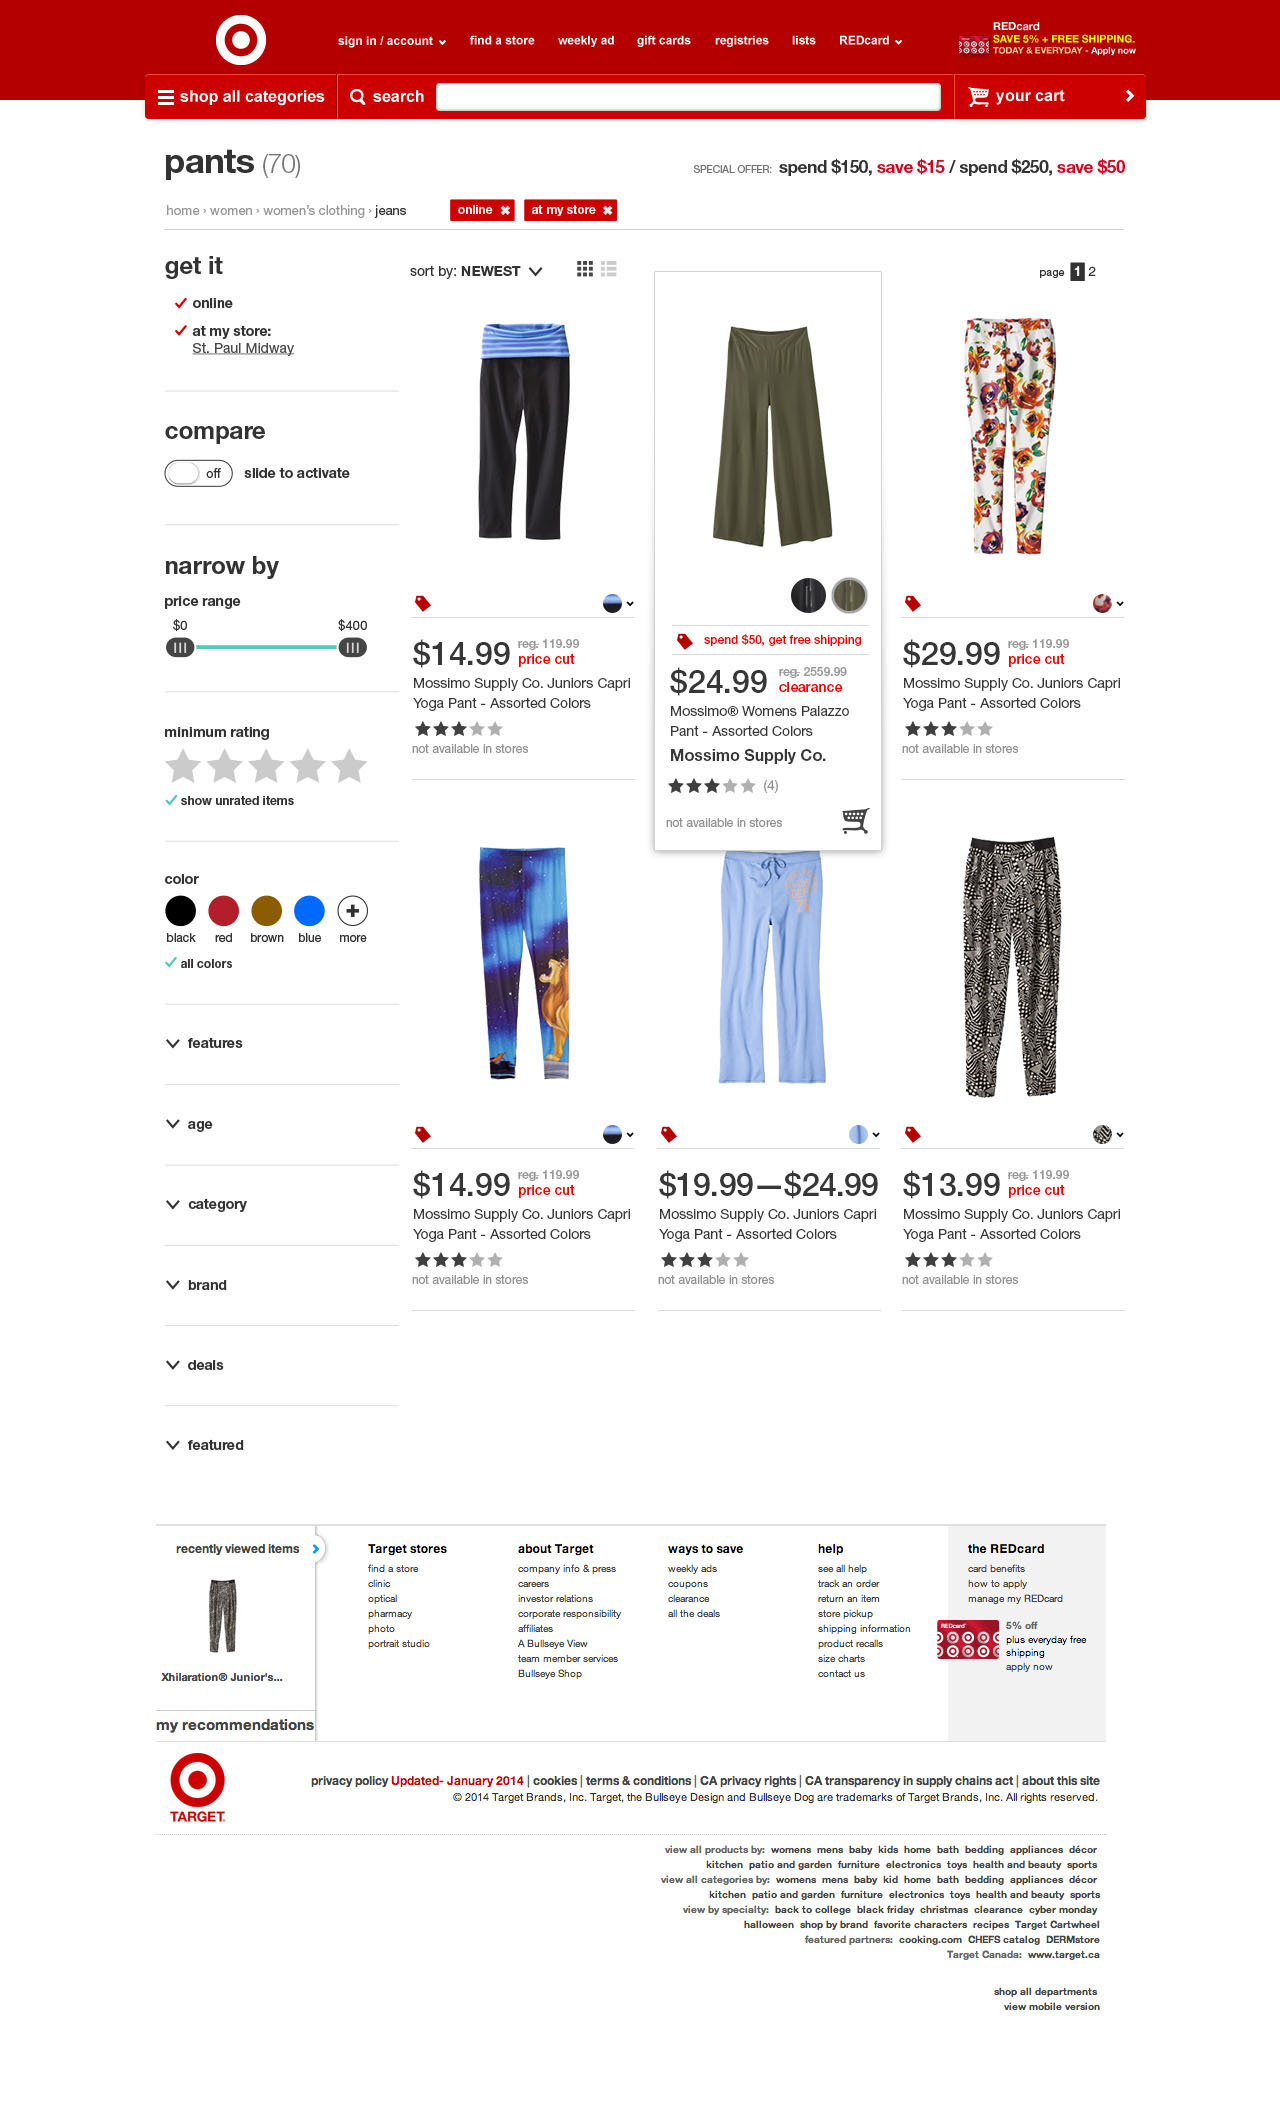 sign in / account find a store weekly ad gift cards registries lists REDcard
REDcard
SAVE 5% + FREE SHIPPING.
TODAY & EVERYDAY - Apply now
shop all categories search your cart
pants (70)
SPECIAL OFFER: spend $150, save $15 / spend $250, save $50
home › women › women's clothing › jeans online ✖ at my store ✖
get it
online
at my store:
St. Paul Midway
compare
off slide to activate
narrow by
price range
$0 $400
minimum rating
show unrated items
color
black red brown blue more
all colors
features
age
category
brand
deals
featured
sort by: NEWEST
page 1 2
$14.99 reg. 119.99
price cut
Mossimo Supply Co. Juniors Capri
Yoga Pant - Assorted Colors
not available in stores
spend $50, get free shipping
$24.99 reg. 2559.99
clearance
Mossimo® Womens Palazzo
Pant - Assorted Colors
Mossimo Supply Co.
(4)
not available in stores
$29.99 reg. 119.99
price cut
Mossimo Supply Co. Juniors Capri
Yoga Pant - Assorted Colors
not available in stores
$14.99 reg. 119.99
price cut
Mossimo Supply Co. Juniors Capri
Yoga Pant - Assorted Colors
not available in stores
$19.99—$24.99
Mossimo Supply Co. Juniors Capri
Yoga Pant - Assorted Colors
not available in stores
$13.99 reg. 119.99
price cut
Mossimo Supply Co. Juniors Capri
Yoga Pant - Assorted Colors
not available in stores
recently viewed items
Xhilaration® Junior's...
my recommendations
Target stores
find a store
clinic
optical
pharmacy
photo
portrait studio
about Target
company info & press
careers
investor relations
corporate responsibility
affiliates
A Bullseye View
team member services
Bullseye Shop
ways to save
weekly ads
coupons
clearance
all the deals
help
see all help
track an order
return an item
store pickup
shipping information
product recalls
size charts
contact us
the REDcard
card benefits
how to apply
manage my REDcard
REDcard
5% off
plus everyday free
shipping
apply now
TARGET
privacy policy Updated- January 2014 | cookies | terms & conditions | CA privacy rights | CA transparency in supply chains act | about this site
© 2014 Target Brands, Inc. Target, the Bullseye Design and Bullseye Dog are trademarks of Target Brands, Inc. All rights reserved.
view all products by: womens mens baby kids home bath bedding appliances décor
kitchen patio and garden furniture electronics toys health and beauty sports
view all categories by: womens mens baby kid home bath bedding appliances décor
kitchen patio and garden furniture electronics toys health and beauty sports
view by specialty: back to college black friday christmas clearance cyber monday
halloween shop by brand favorite characters recipes Target Cartwheel
featured partners: cooking.com CHEFS catalog DERMstore
Target Canada: www.target.ca
shop all departments
view mobile version